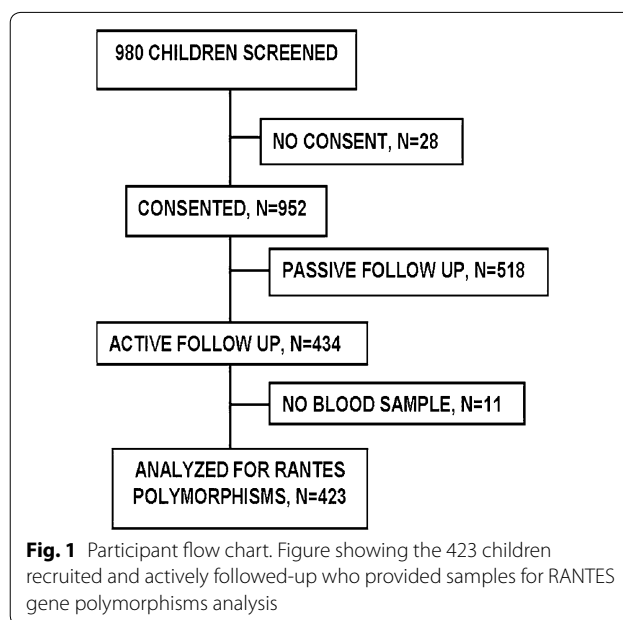 980 CHILDREN SCREENED
NO CONSENT, N=28
CONSENTED, N=952
PASSIVE FOLLOW UP, N=518
ACTIVE FOLLOW UP, N=434
NO BLOOD SAMPLE, N=11
ANALYZED FOR RANTES
POLYMORPHISMS, N=423
Fig. 1 Participant flow chart. Figure showing the 423 children
recruited and actively followed-up who provided samples for RANTES
gene polymorphisms analysis